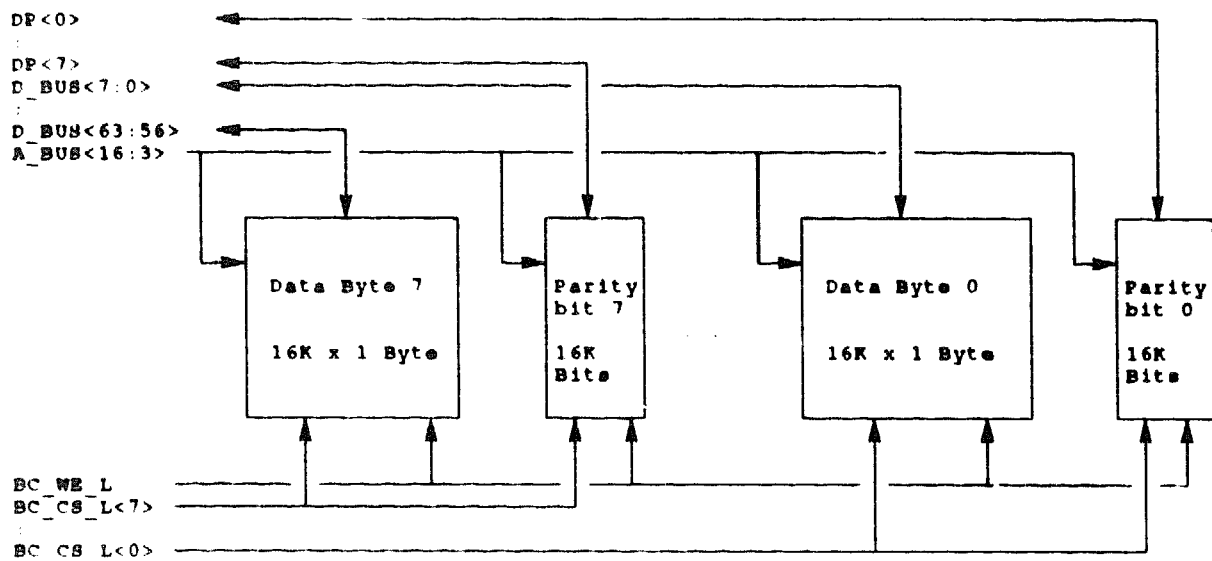 DP<0>
:
DP<7>
D_BUS<7:0>
:
D_BUS<63:56>
A_BUS<16:3>
Data Byte 7
16K x 1 Byte
Parity
bit 7
16K
Bits
Data Byte 0
16K x 1 Byte
Parity
bit 0
16K
Bits
BC_WE_L
BC_CS_L<7>
:
BC_CS_L<0>